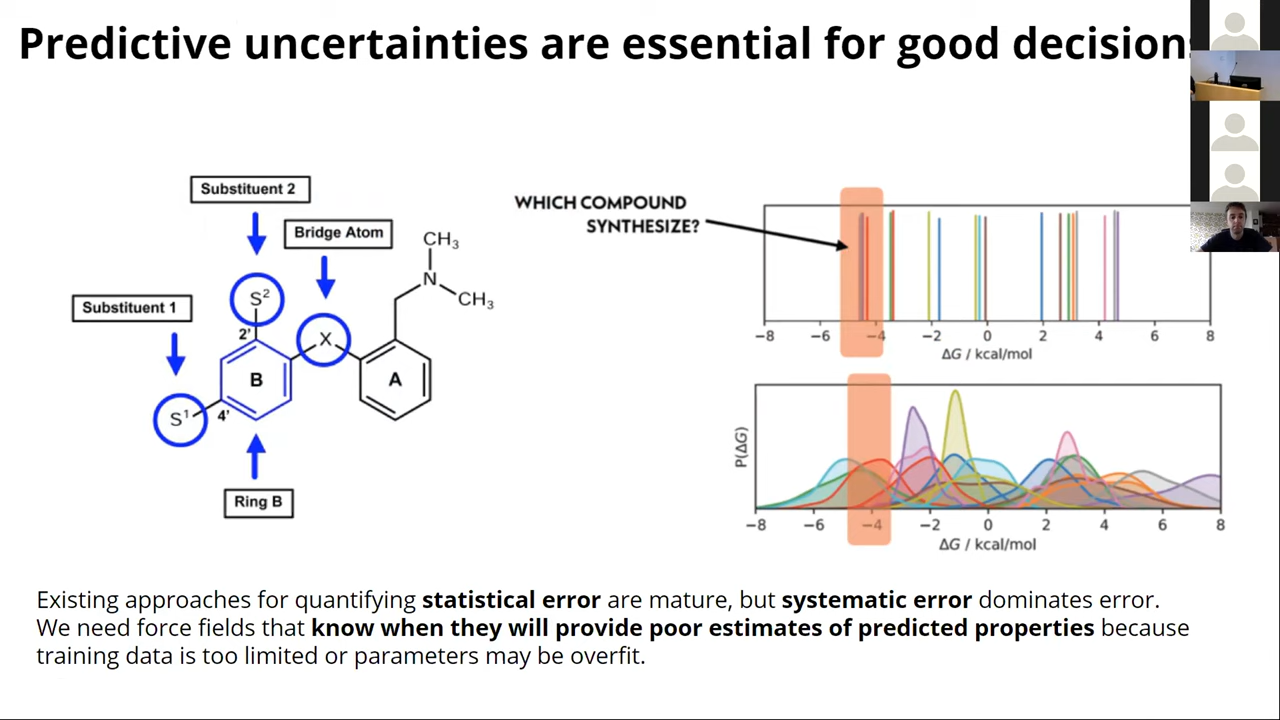 Predictive uncertainties are essential for good decision
Substituent 2
Bridge Atom
Substituent 1
CH3
N
CH3
S2
2'
X
B
A
S1
4'
Ring B
WHICH COMPOUND
SYNTHESIZE?
−8 −6 −4 −2 0 2 4 6 8
ΔG / kcal/mol
P(ΔG)
−8 −6 −4 −2 0 2 4 6 8
ΔG / kcal/mol
Existing approaches for quantifying statistical error are mature, but systematic error dominates error.
We need force fields that know when they will provide poor estimates of predicted properties because
training data is too limited or parameters may be overfit.